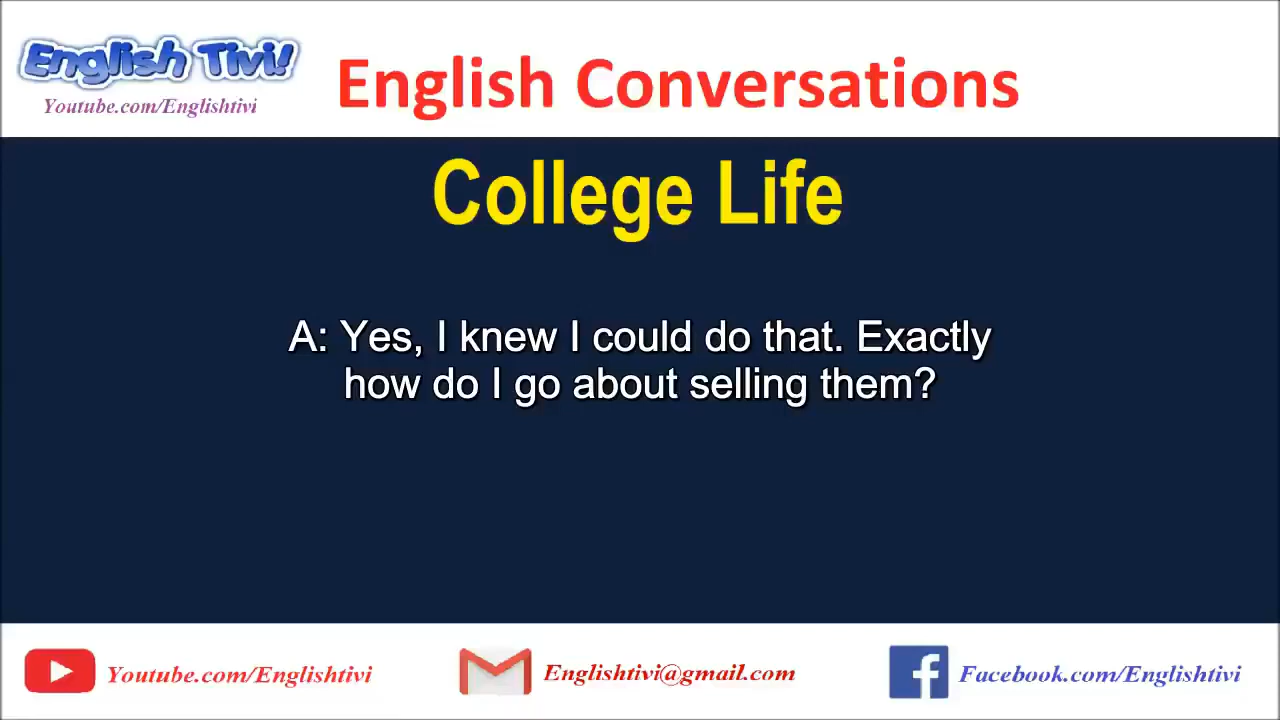 English Tivi!
Youtube.com/Englishtivi
English Conversations
College Life
A: Yes, I knew I could do that. Exactly
how do I go about selling them?
Youtube.com/Englishtivi
Englishtivi@gmail.com
f
Facebook.com/Englishtivi